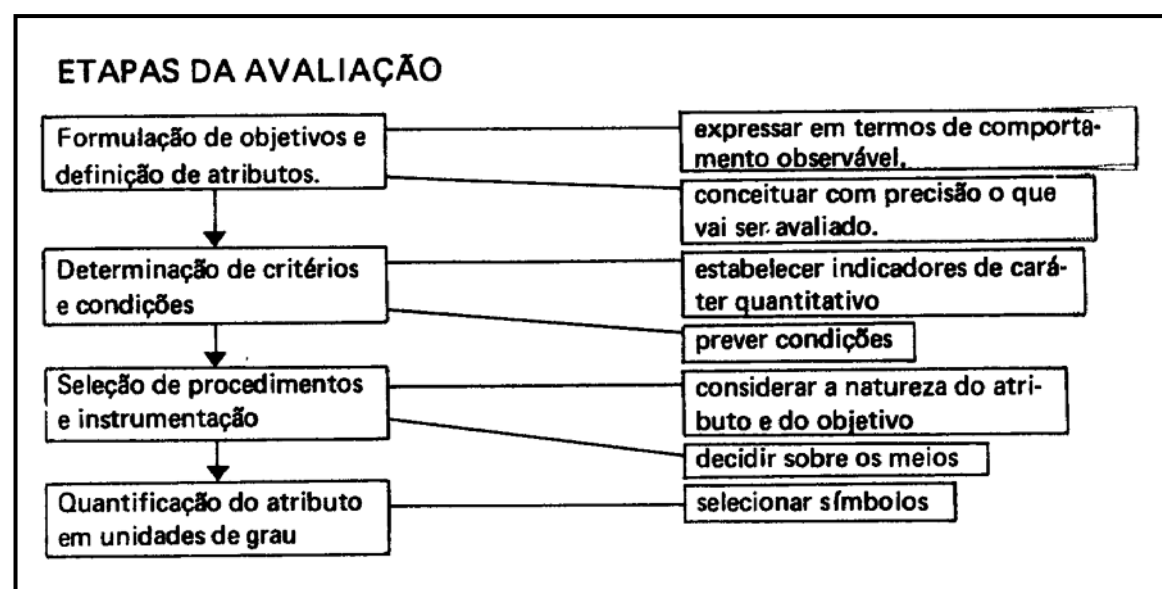 ETAPAS DA AVALIAÇÃO
Formulação de objetivos e
definição de atributos.
expressar em termos de comporta-
mento observável.
conceituar com precisão o que
vai ser avaliado.
Determinação de critérios
e condições
estabelecer indicadores de cará-
ter quantitativo
prever condições
Seleção de procedimentos
e instrumentação
considerar a natureza do atri-
buto e do objetivo
decidir sobre os meios
Quantificação do atributo
em unidades de grau
selecionar símbolos